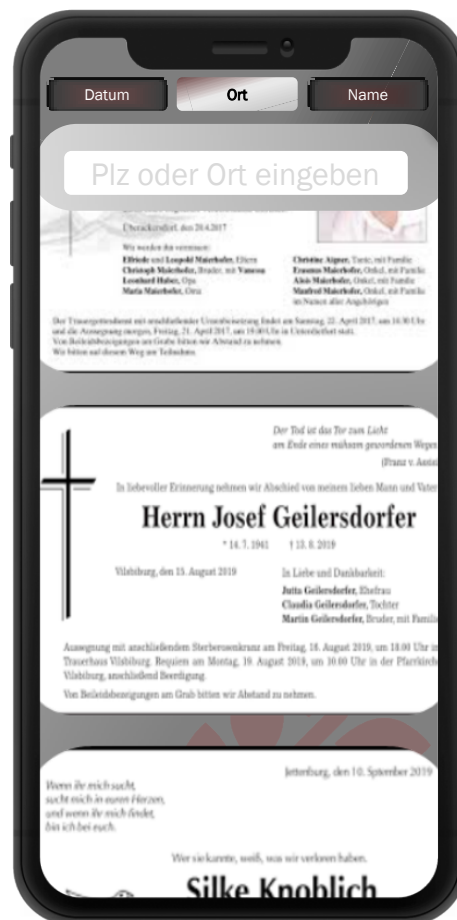 Datum
Ort
Name
Plz oder Ort eingeben
den 20.4.2017
Wir werden ihn vermissen:
Elfriede und Leopold Maierhofer, Eltern
Christoph Maierhofer, Bruder, mit Vanessa
Leonhard Huber, Opa
Maria Maierhofer, Oma
Christine Aigner, Tante, mit Familie
Erasmus Maierhofer, Onkel, mit Familie
Alois Maierhofer, Onkel, mit Familie
Manfred Maierhofer, Onkel, mit Familie
im Namen aller Angehörigen
Der Trauergottesdienst mit anschließender Urnenbeisetzung findet am Samstag, 22. April 2017, um 10.30 Uhr
und die Aussegnung morgen, Freitag, 21. April 2017, um 19.00 Uhr in statt.
Von Beileidsbezeigungen am Grabe bitten wir Abstand zu nehmen.
Wir bitten auf diesem Weg um Teilnahme.
Der Tod ist das Tor zum Licht
am Ende eines mühsam gewordenen Weges
(Franz v. Assisi
In liebevoller Erinnerung nehmen wir Abschied von meinem lieben Mann und Vater
Herrn Josef Geilersdorfer
* 14. 7. 1941 † 13. 8. 2019
Vilsbiburg, den 15. August 2019
In Liebe und Dankbarkeit:
Jutta Geilersdorfer, Ehefrau
Claudia Geilersdorfer, Tochter
Martin Geilersdorfer, Bruder, mit Familie
Aussegnung mit anschließendem Sterberosenkranz am Freitag, 16. August 2019, um 18.00 Uhr im
Trauerhaus Vilsbiburg. Requiem am Montag, 19. August 2019, um 10.00 Uhr in der Pfarrkirche
Vilsbiburg, anschließend Beerdigung.
Von Beileidsbezeigungen am Grab bitten wir Abstand zu nehmen.
Jettenburg, den 10. Sptember 2019
Wenn ihr mich sucht,
sucht mich in euren Herzen,
und wenn ihr mich findet,
bin ich bei euch.
Wer sie kannte, weiß, was wir verloren haben.
Silke Knoblich